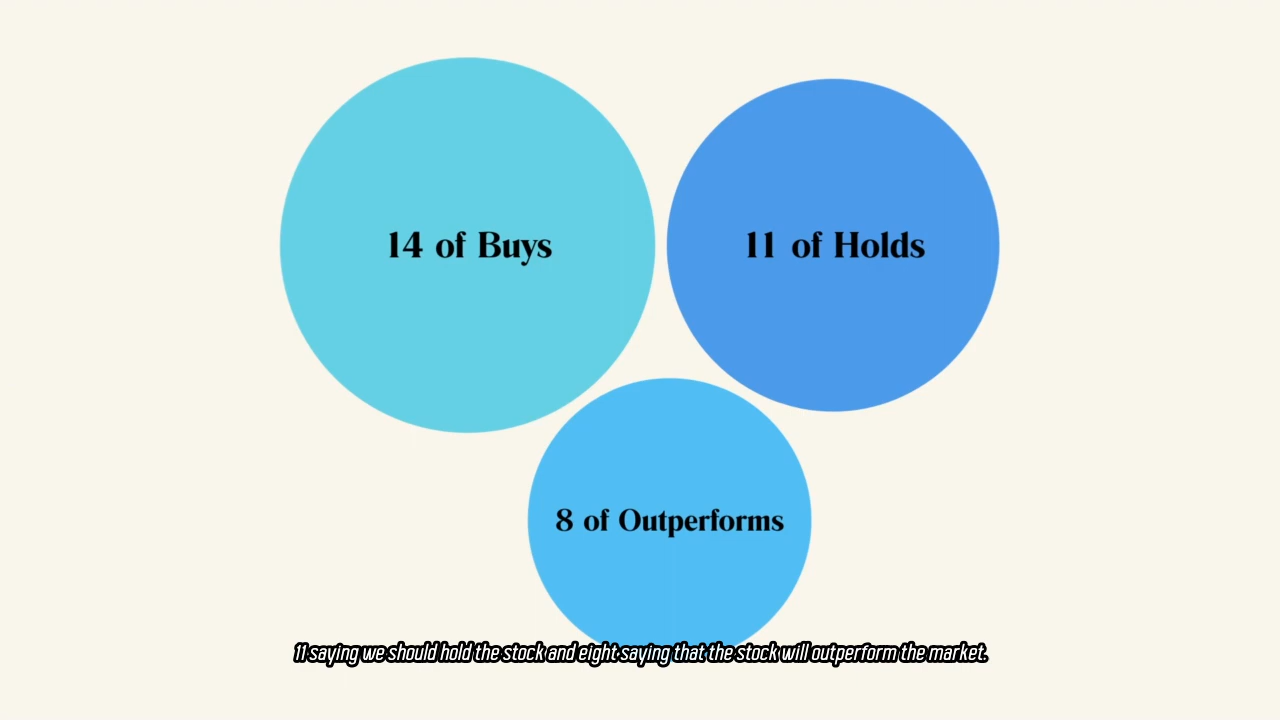 14 of Buys
11 of Holds
8 of Outperforms
11 saying we should hold the stock and eight saying that the stock will outperform the market.